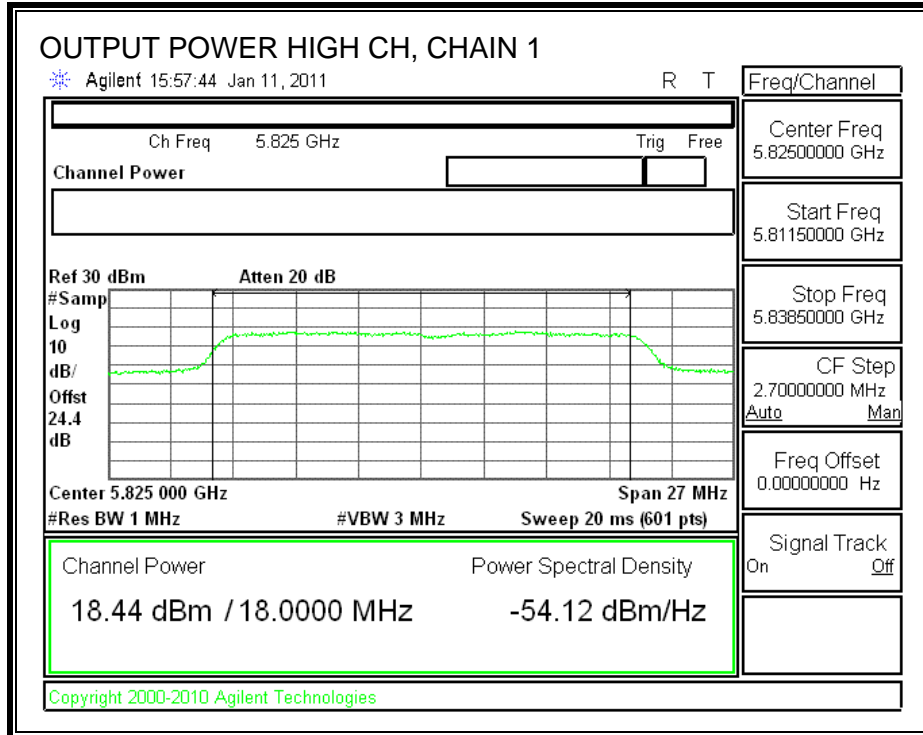 OUTPUT POWER HIGH CH, CHAIN 1
Agilent 15:57:44 Jan 11, 2011 R T
Freq/Channel
Ch Freq 5.825 GHz Trig Free
Channel Power
Center Freq
5.82500000 GHz
Start Freq
5.81150000 GHz
Stop Freq
5.83850000 GHz
CF Step
2.70000000 MHz
Auto Man
Freq Offset
0.00000000 Hz
Signal Track
On Off
Ref 30 dBm Atten 20 dB
#Samp
Log
10
dB/
Offst
24.4
dB
Center 5.825 000 GHz Span 27 MHz
#Res BW 1 MHz #VBW 3 MHz Sweep 20 ms (601 pts)
Channel Power Power Spectral Density
18.44 dBm / 18.0000 MHz -54.12 dBm/Hz
Copyright 2000-2010 Agilent Technologies